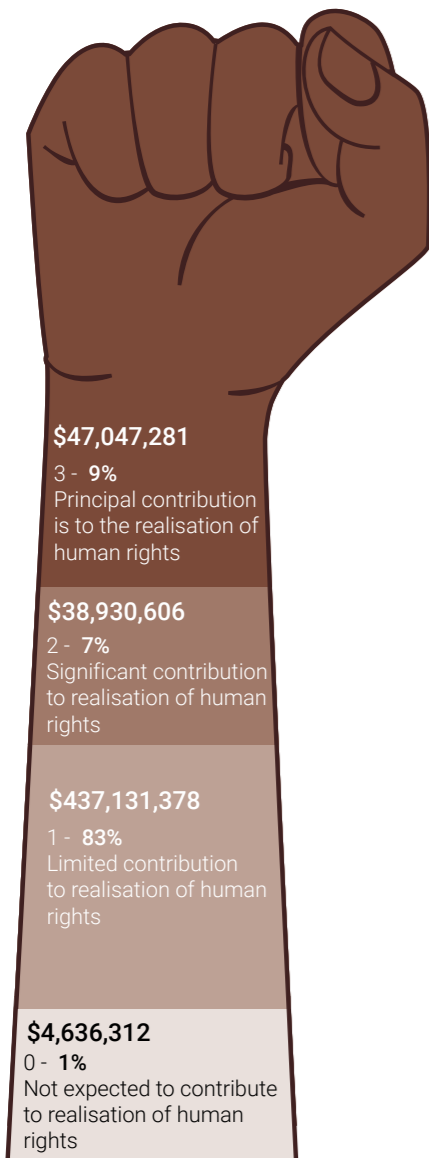 $47,047,281
3 - 9%
Principal contribution
is to the realisation of
human rights
$38,930,606
2 - 7%
Significant contribution
to realisation of human
rights
$437,131,378
1 - 83%
Limited contribution
to realisation of human
rights
$4,636,312
0 - 1%
Not expected to contribute
to realisation of human
rights